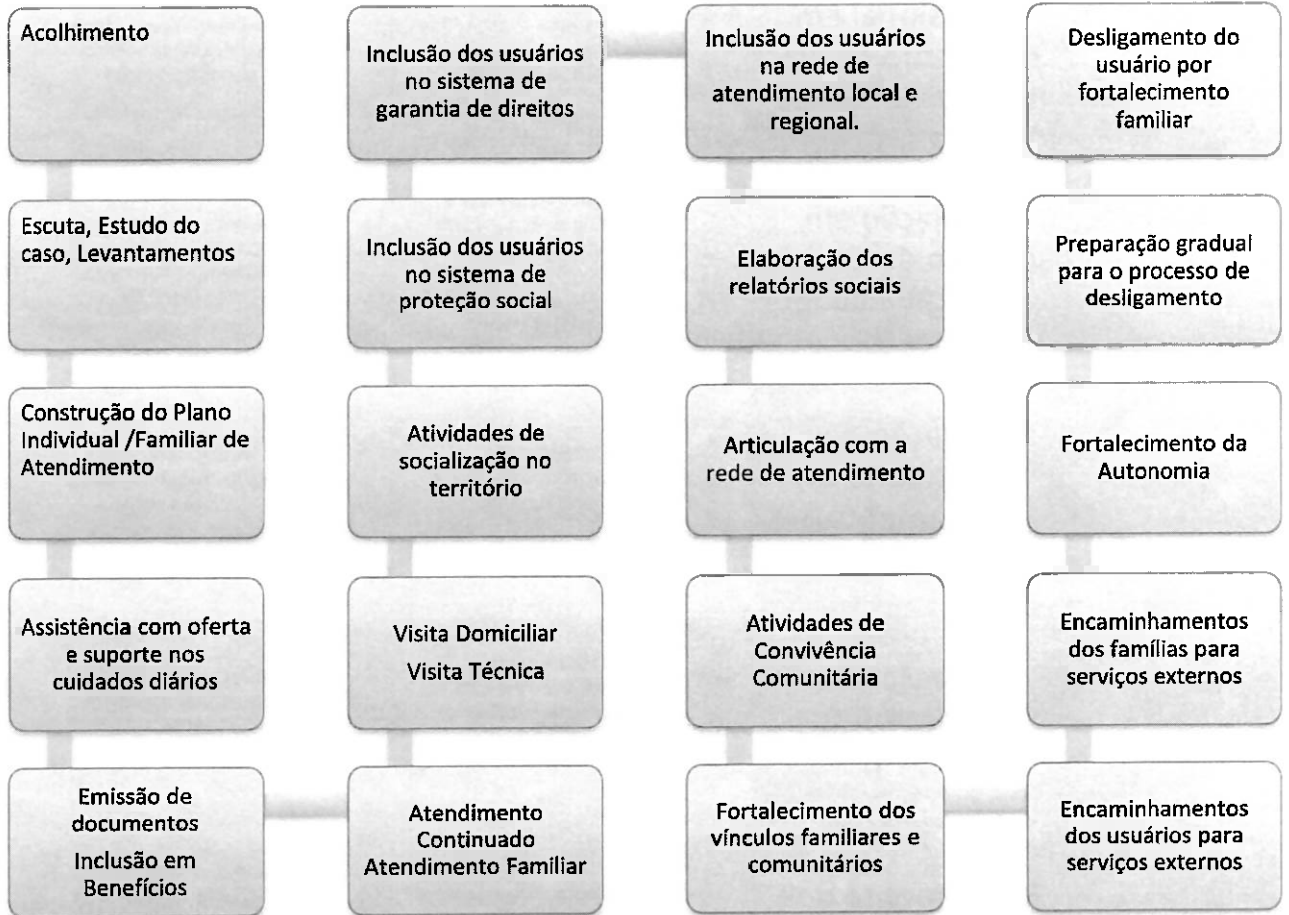 Acolhimento
Escuta, Estudo do
caso, Levantamentos
Construção do Plano
Individual /Familiar de
Atendimento
Assistência com oferta
e suporte nos
cuidados diários
Emissão de
documentos
Inclusão em
Benefícios
Atendimento
Continuado
Atendimento Familiar
Visita Domiciliar
Visita Técnica
Atividades de
socialização no
território
Inclusão dos usuários
no sistema de
proteção social
Inclusão dos usuários
no sistema de
garantia de direitos
Inclusão dos usuários
na rede de
atendimento local e
regional.
Elaboração dos
relatórios sociais
Articulação com a
rede de atendimento
Atividades de
Convivência
Comunitária
Fortalecimento dos
vínculos familiares e
comunitários
Encaminhamentos
dos usuários para
serviços externos
Encaminhamentos
dos famílias para
serviços externos
Fortalecimento da
Autonomia
Preparação gradual
para o processo de
desligamento
Desligamento do
usuário por
fortalecimento
familiar